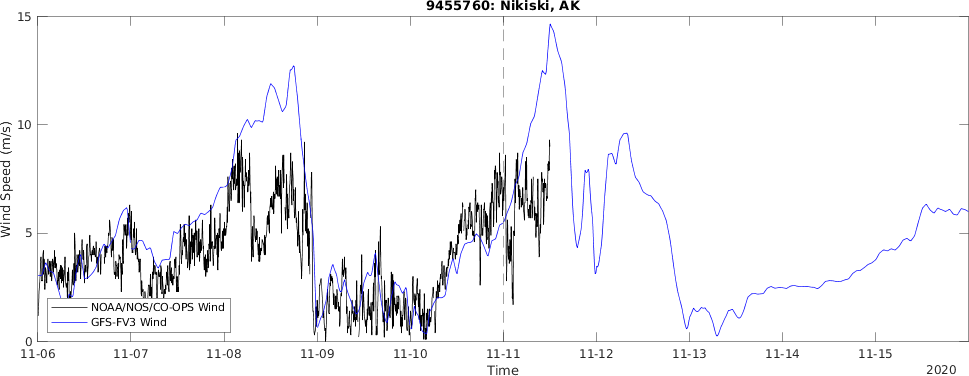 9455760: Nikiski, AK
15
10
5
0
Wind Speed (m/s)
NOAA/NOS/CO-OPS Wind
GFS-FV3 Wind
11-06 11-07 11-08 11-09 11-10 11-11 11-12 11-13 11-14 11-15
Time
2020